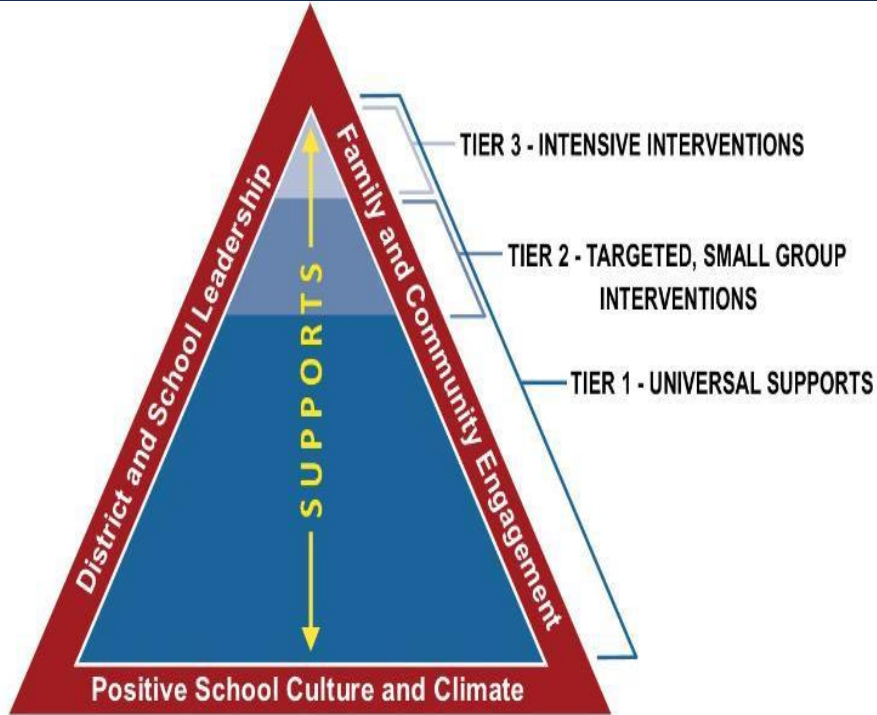 District and School Leadership
Family and Community Engagement
SUPPORTS
Positive School Culture and Climate
TIER 3 - INTENSIVE INTERVENTIONS
TIER 2 - TARGETED, SMALL GROUP
INTERVENTIONS
TIER 1 - UNIVERSAL SUPPORTS